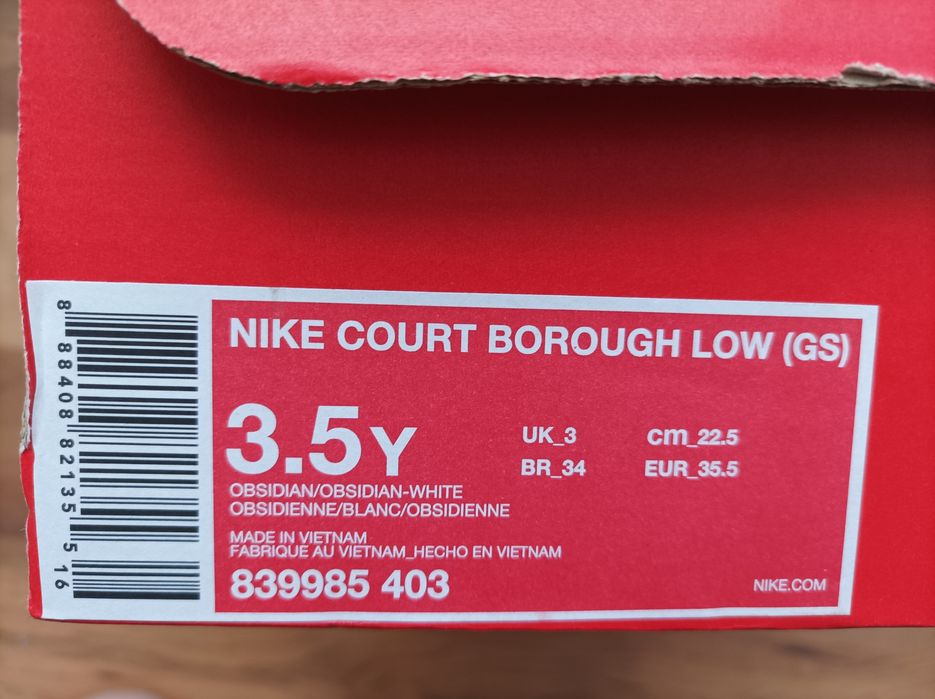 NIKE COURT BOROUGH LOW (GS)
3.5Y
UK_3
cm_22.5
BR_34
EUR_35.5
OBSIDIAN/OBSIDIAN-WHITE
OBSIDIENNE/BLANC/OBSIDIENNE
MADE IN VIETNAM
FABRIQUE AU VIETNAM_HECHO EN VIETNAM
839985 403
NIKE.COM
8 88408 82135 5 16